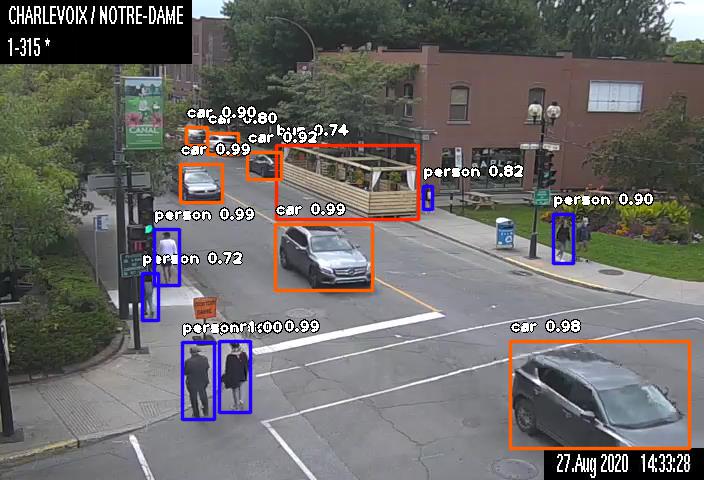 CHARLEVOIX / NOTRE-DAME
1-315 *
car 0.90
car 0.80
car 0.92
bus 0.74
car 0.99
CANAL
person 0.82
person 0.99
car 0.99
person 0.90
person 0.72
person 1.00
0.99
car 0.98
27.Aug 2020 14:33:28